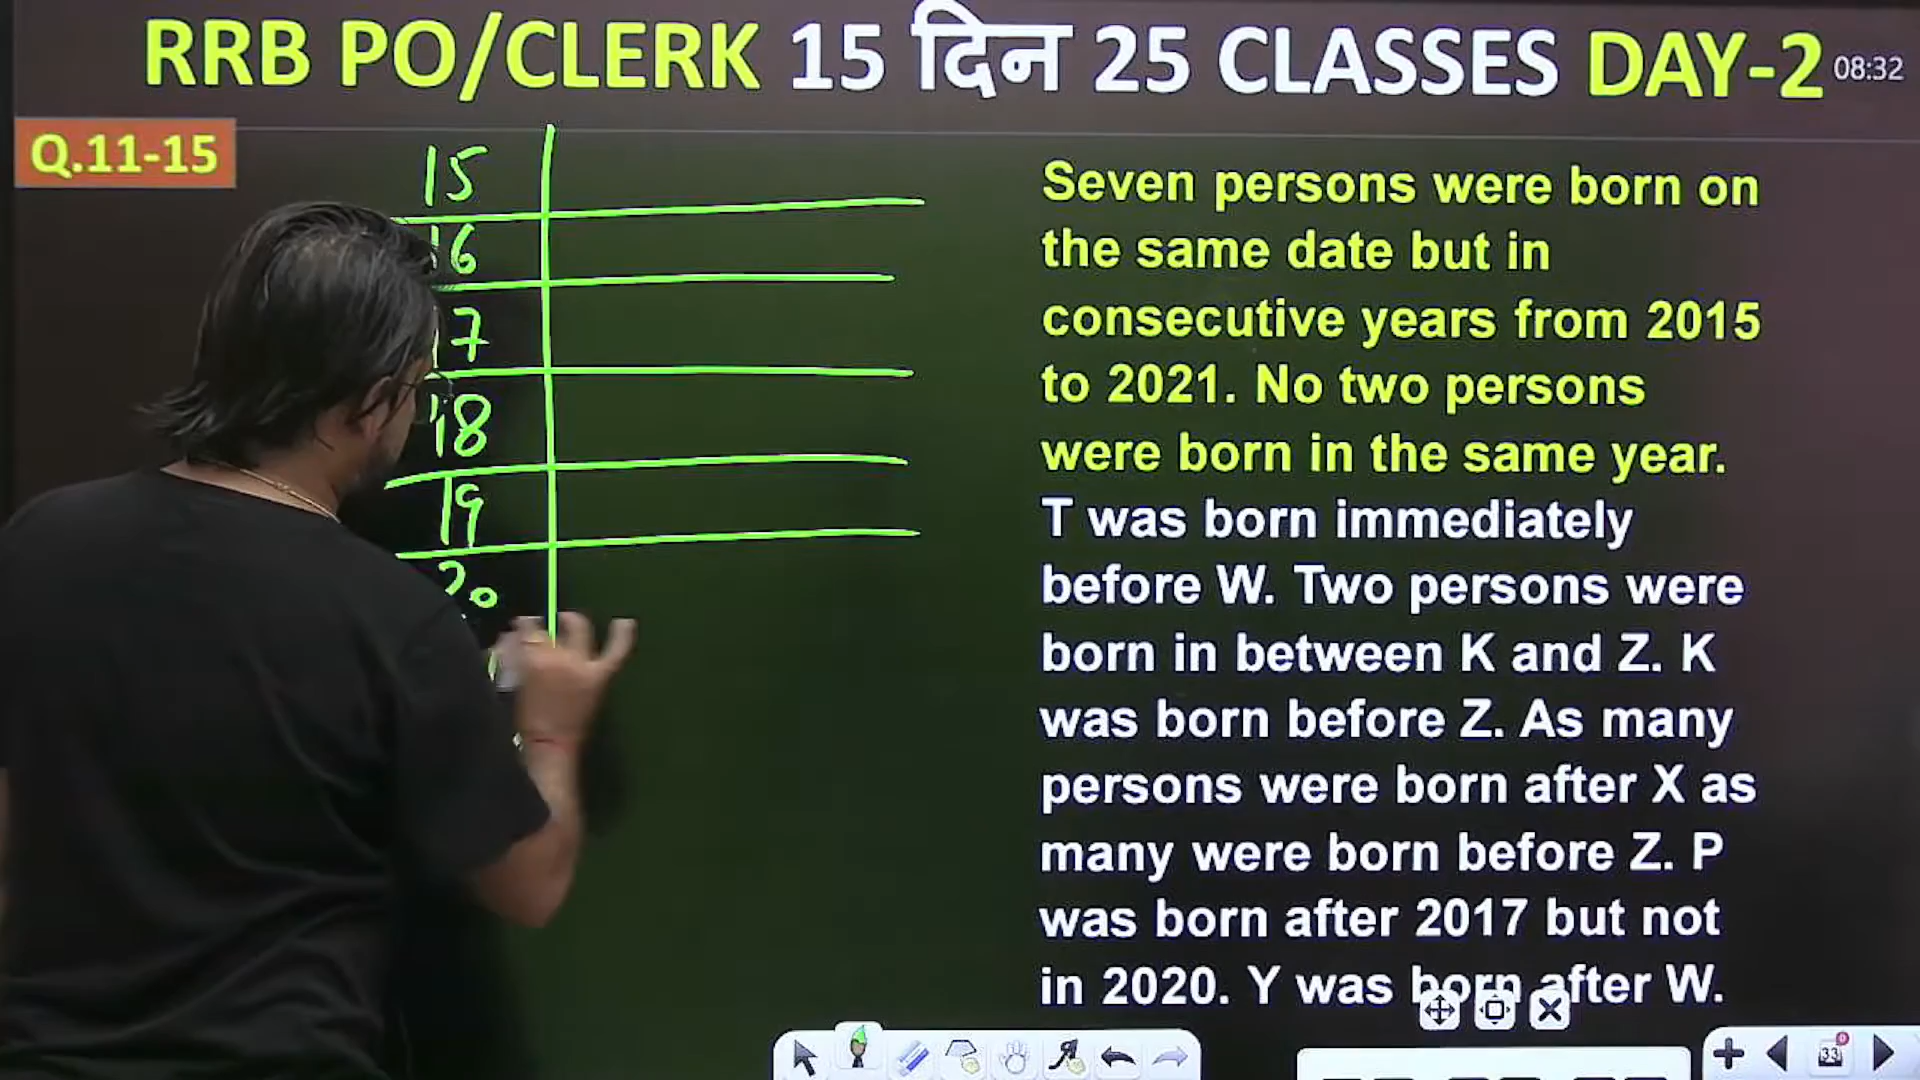 RRB PO/CLERK 15 दिन 25 CLASSES DAY-2 08:32
Q.11-15
15
16
17
18
19
20
Seven persons were born on
the same date but in
consecutive years from 2015
to 2021. No two persons
were born in the same year.
T was born immediately
before W. Two persons were
born in between K and Z. K
was born before Z. As many
persons were born after X as
many were born before Z. P
was born after 2017 but not
in 2020. Y was born after W.
33